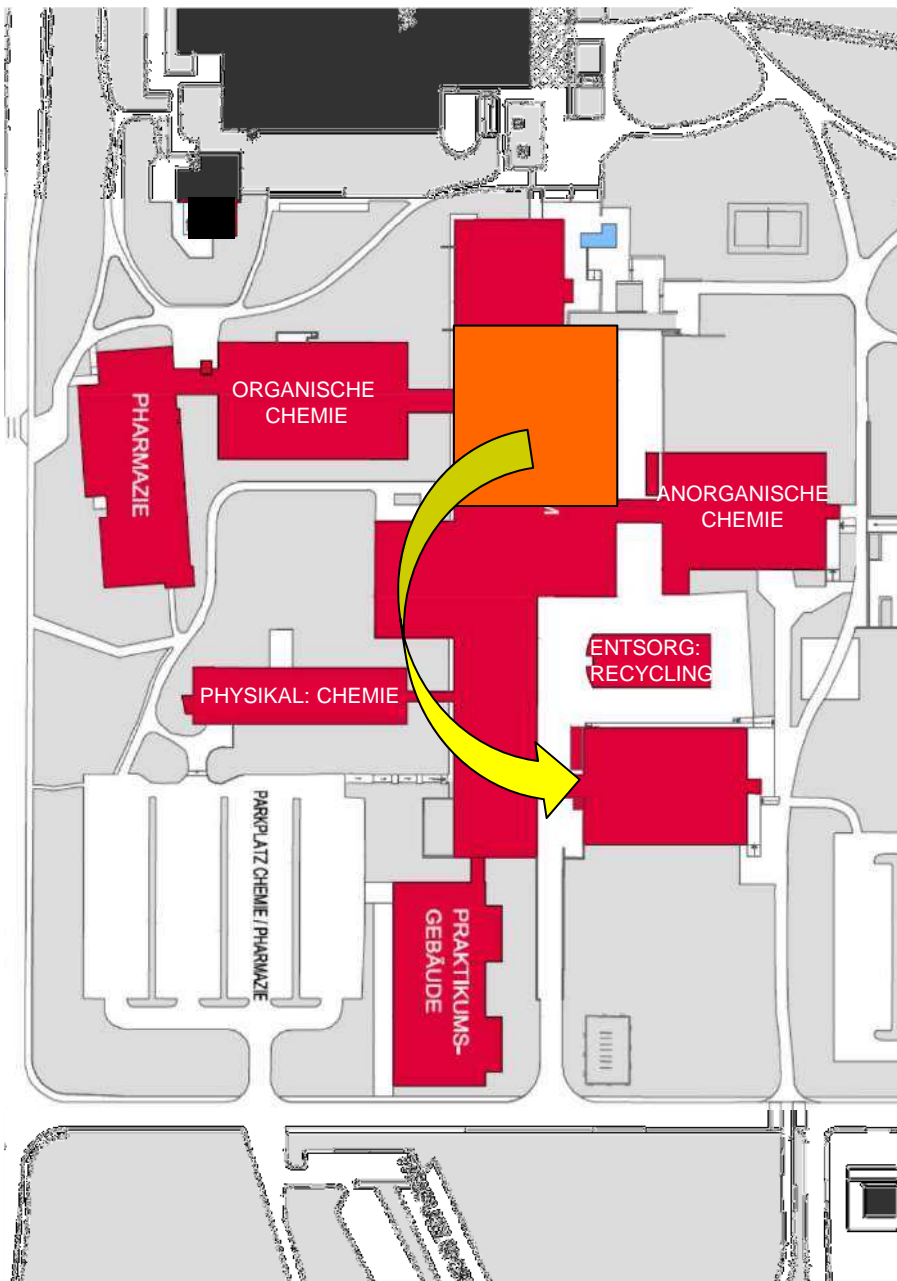 ORGANISCHE
CHEMIE
PHARMAZIE
ANORGANISCHE
CHEMIE
ENTSORG:
RECYCLING
PHYSIKAL: CHEMIE
PARKPLATZ CHEMIE / PHARMAZIE
PRAKTIKUMS-
GEBÄUDE